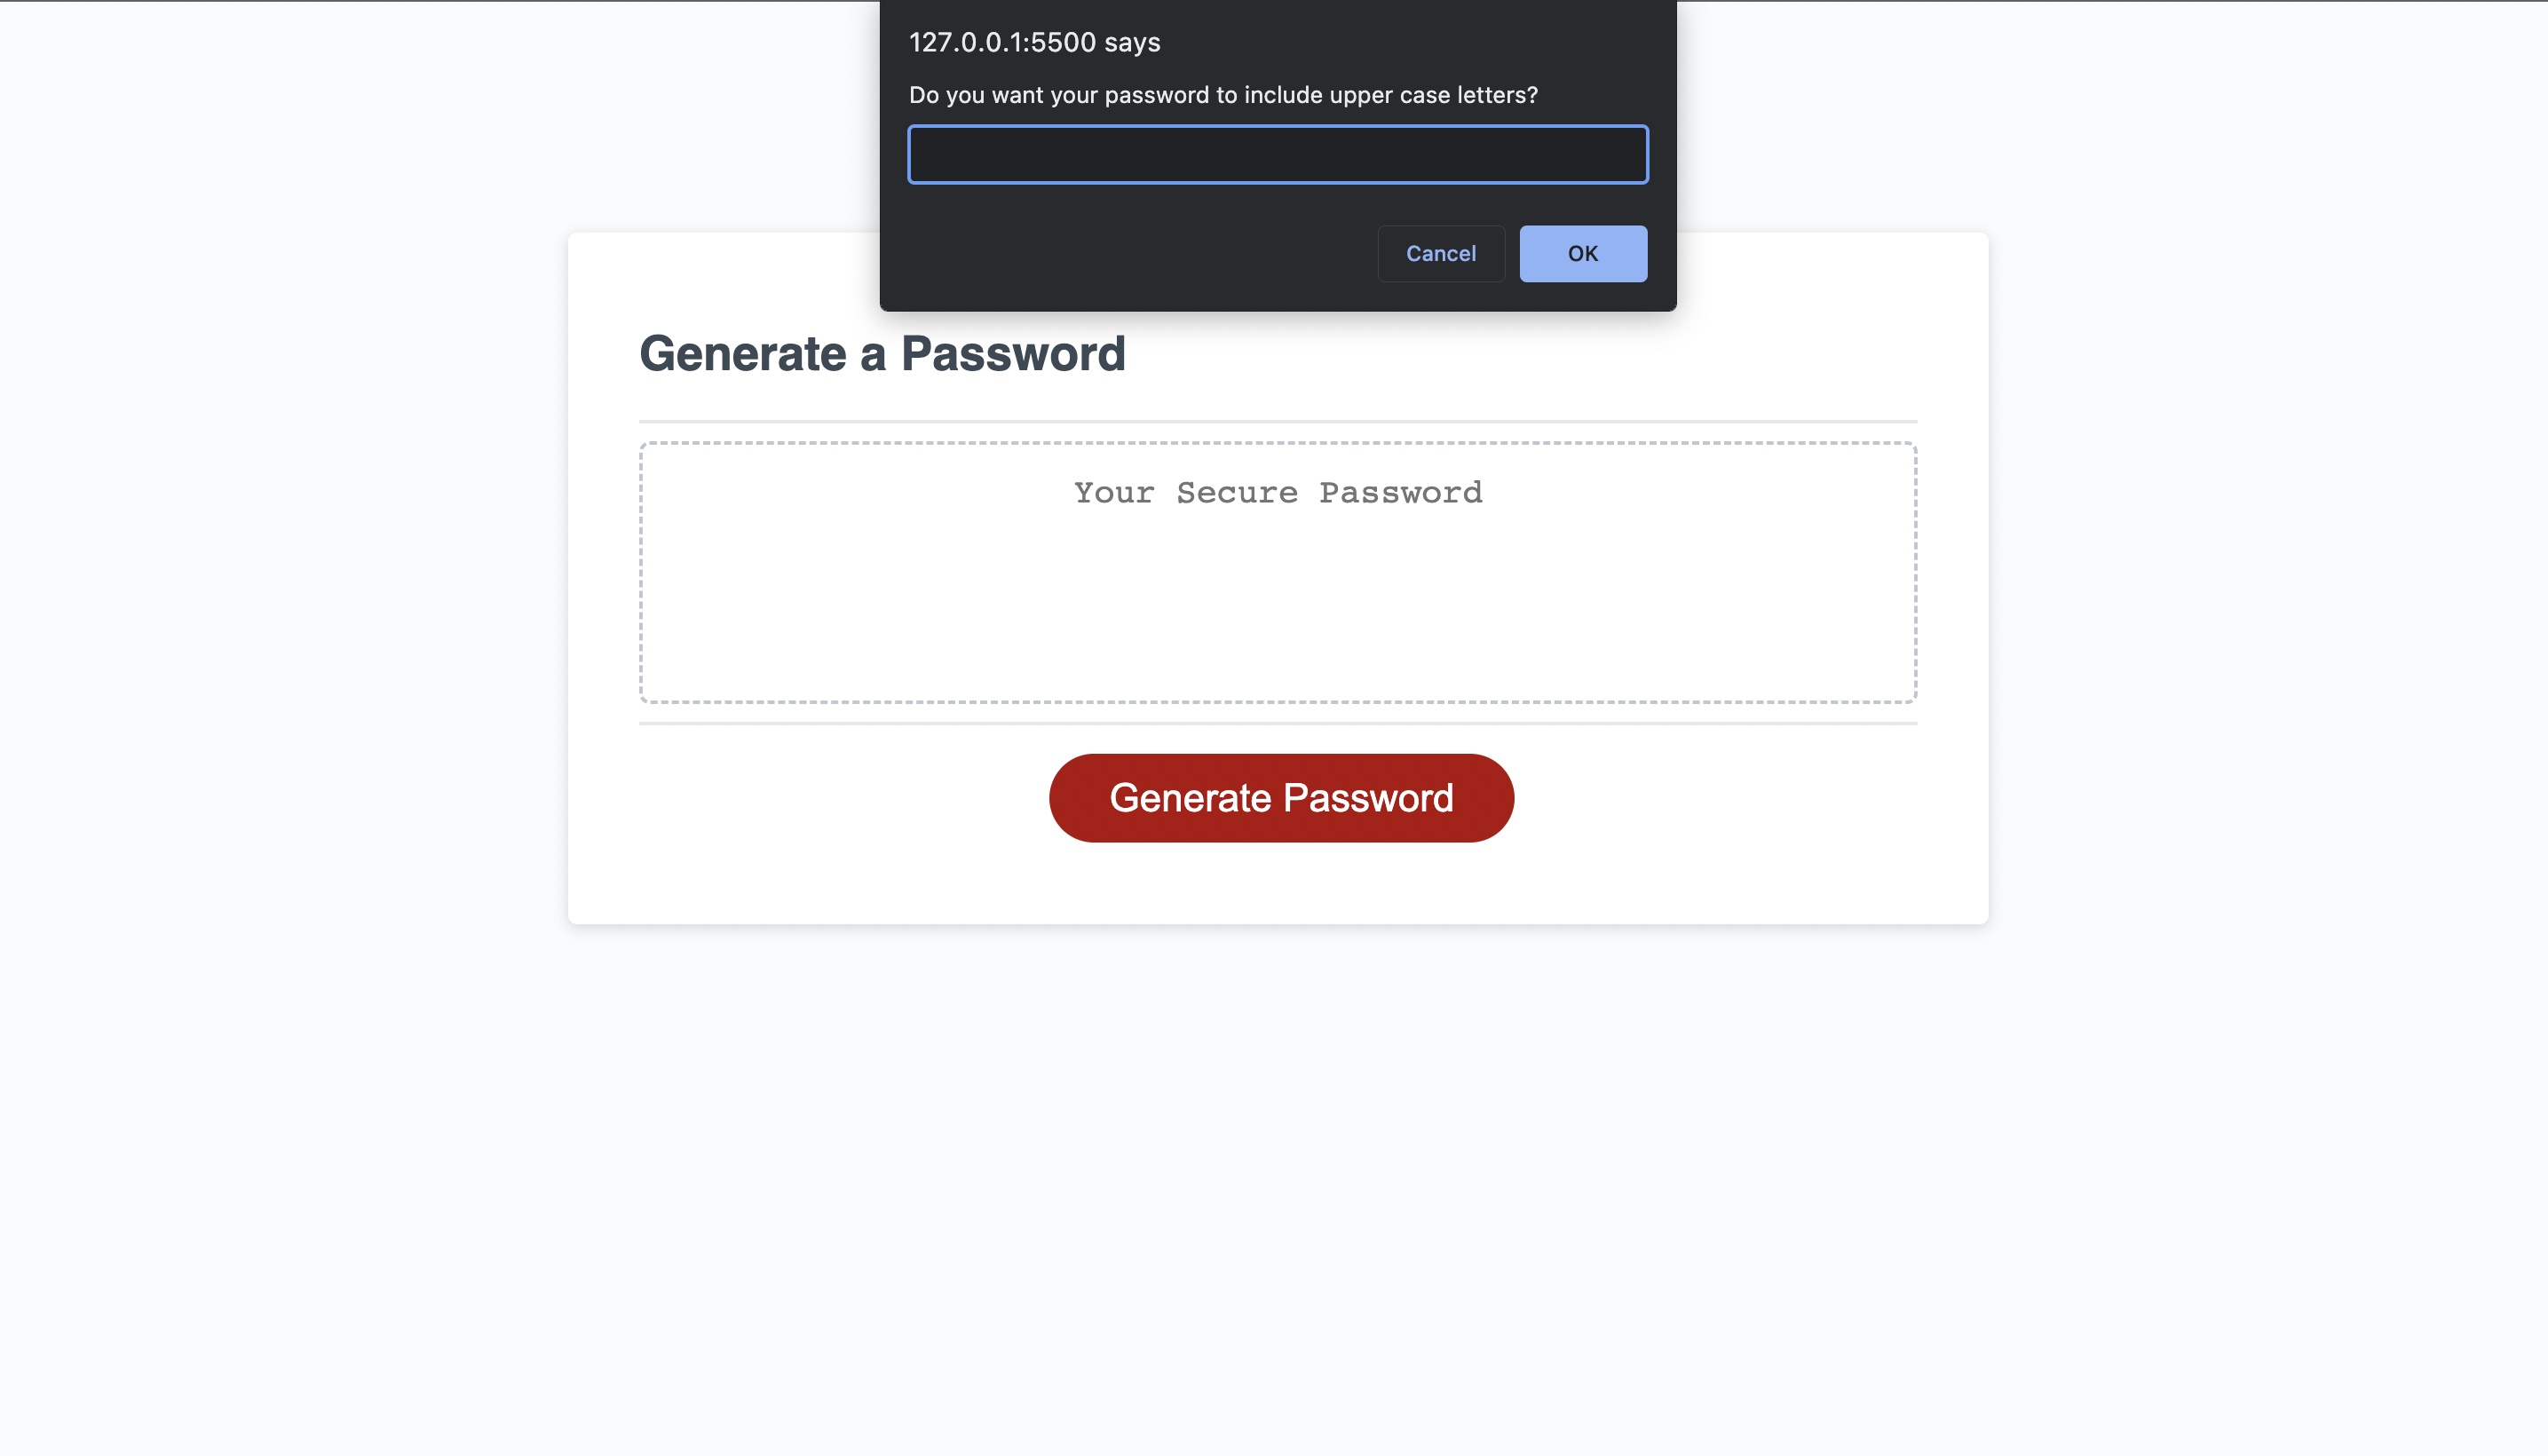 127.0.0.1:5500 says
Do you want your password to include upper case letters?
Cancel OK
Generate a Password
Your Secure Password
Generate Password